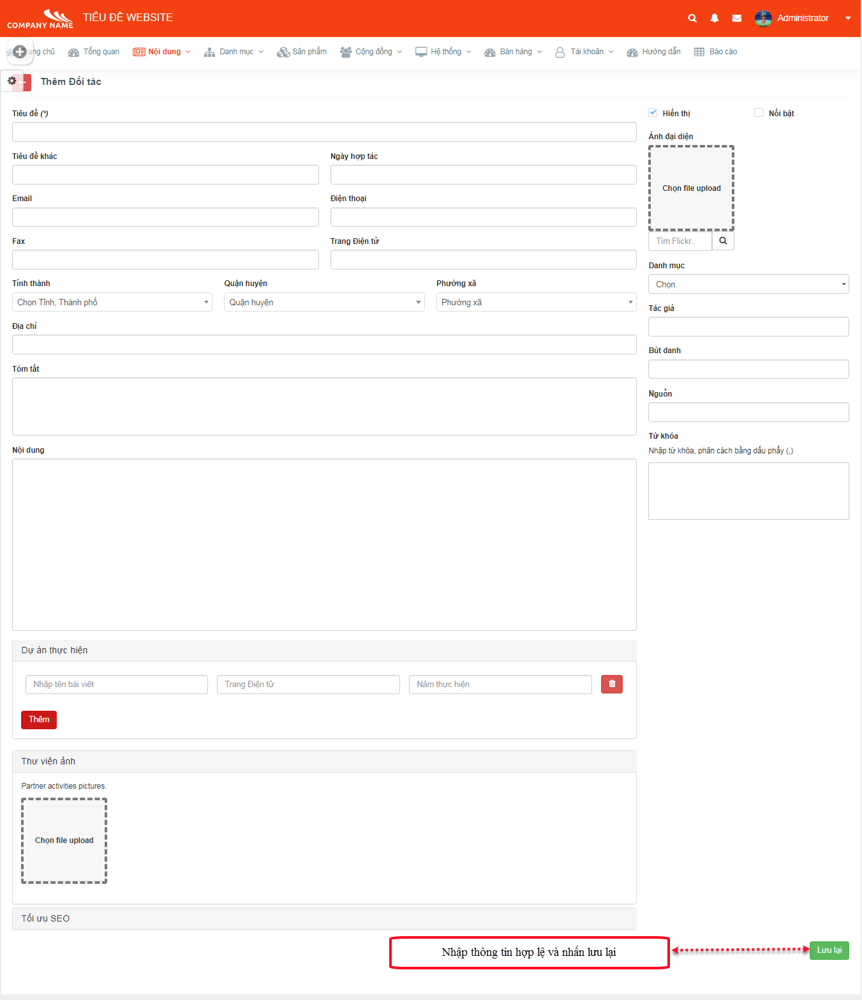 COMPANY NAME TIÊU ĐỀ WEBSITE Administrator
rang chủ Tổng quan Nội dung Danh mục Sản phẩm Cộng đồng Hệ thống Bán hàng Tài khoản Hướng dẫn Báo cáo
Thêm Đối tác
Tiêu đề (*)
Hiển thị Nổi bật
Ảnh đại diện
Chọn file upload
Tìm Flickr..
Tiêu đề khác Ngày hợp tác
Email Điện thoại
Fax Trang Điện tử
Tỉnh thành Quận huyện Phường xã
Chọn Tỉnh, Thành phố Quận huyện Phường xã
Địa chỉ
Tóm tắt
Nội dung
Danh mục
Chọn
Tác giả
Bút danh
Nguồn
Từ khóa
Nhập từ khóa, phân cách bằng dấu phẩy (,)
Dự án thực hiện
Nhập tên bài viết Trang Điện tử Năm thực hiện
Thêm
Thư viện ảnh
Partner activities pictures.
Chọn file upload
Tối ưu SEO
Nhập thông tin hợp lệ và nhấn lưu lại
Lưu lại